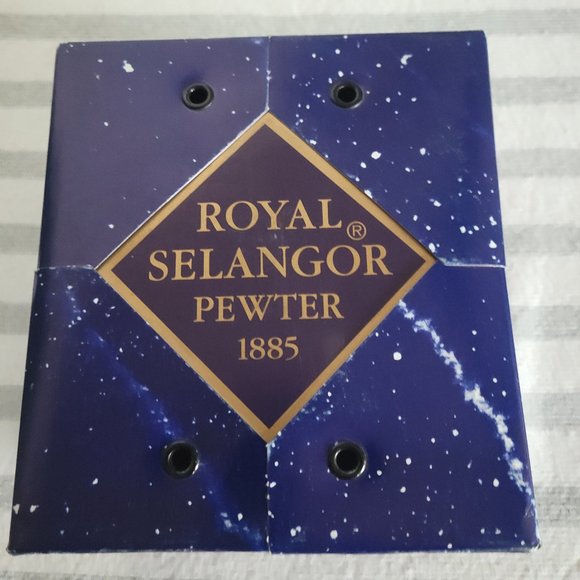 ROYAL ®
SELANGOR
PEWTER
1885